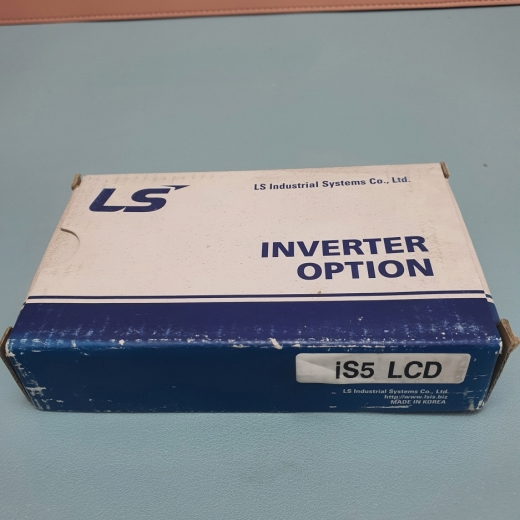 LS
LS Industrial Systems Co., Ltd.
INVERTER
OPTION
iS5 LCD
LS Industrial Systems Co., Ltd.
http://www.lsis.biz
MADE IN KOREA